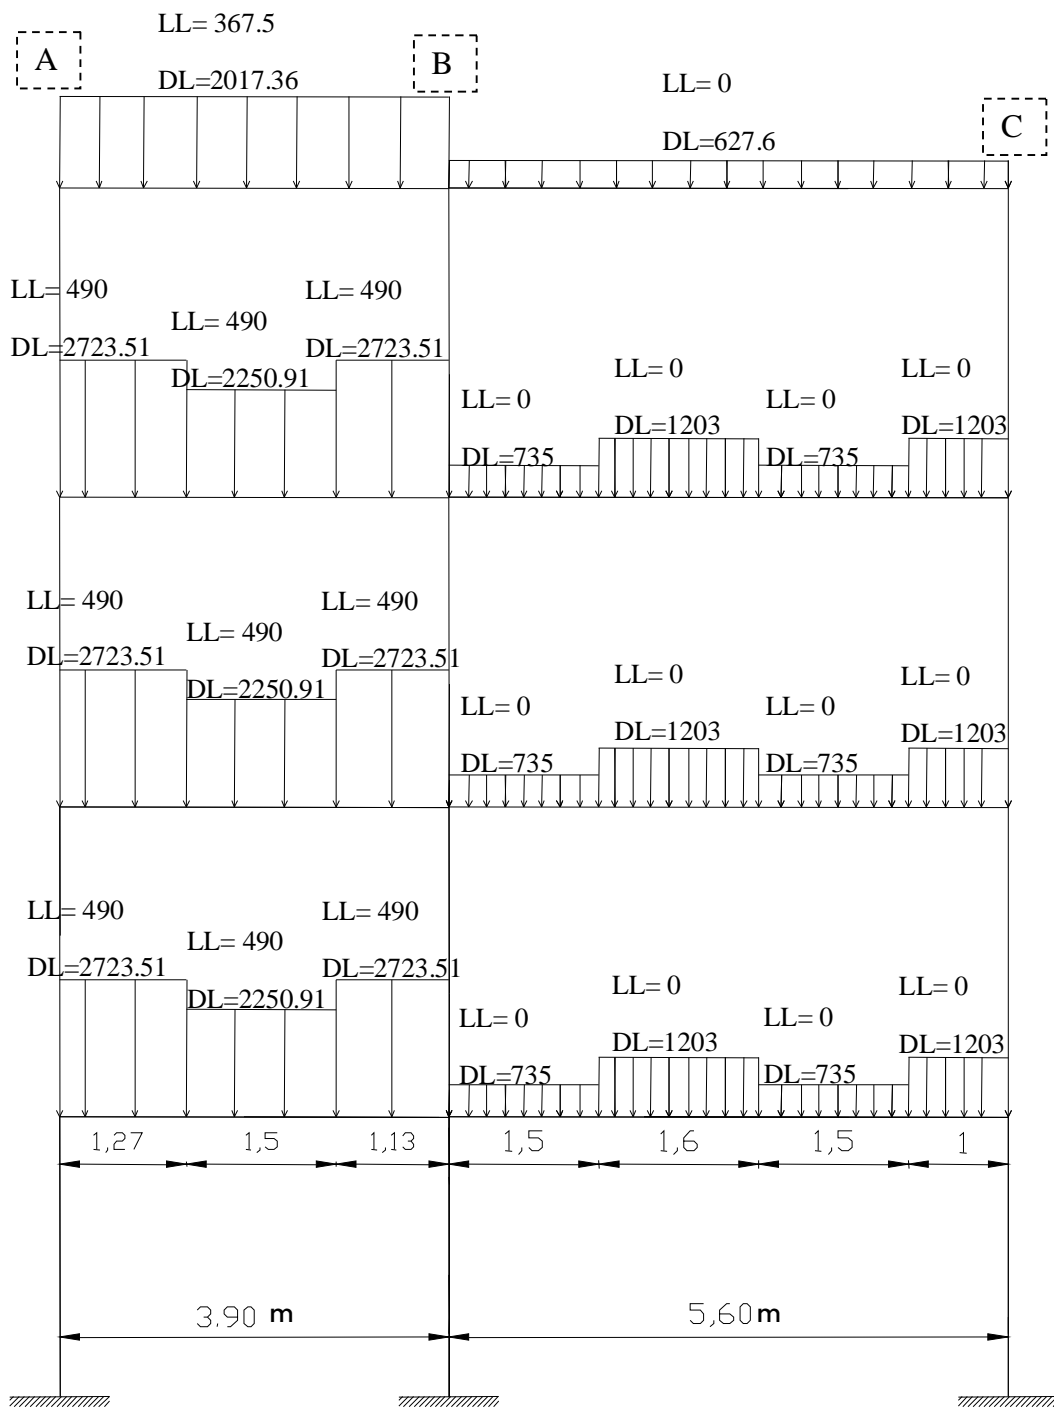 LL= 367.5
A
B
DL=2017.36
LL= 0
C
DL=627.6
LL= 490
LL= 490
LL= 490
DL=2723.51
DL=2723.51
DL=2250.91
LL= 0
LL= 0
LL= 0
LL= 0
DL=1203
DL=1203
DL=735
DL=735
LL= 490
LL= 490
LL= 490
DL=2723.51
DL=2723.51
DL=2250.91
LL= 0
LL= 0
LL= 0
LL= 0
DL=1203
DL=1203
DL=735
DL=735
LL= 490
LL= 490
LL= 490
DL=2723.51
DL=2723.51
DL=2250.91
LL= 0
LL= 0
LL= 0
LL= 0
DL=1203
DL=1203
DL=735
DL=735
1,27 1,5 1,13 1,5 1,6 1,5 1
3.90 m 5,60 m